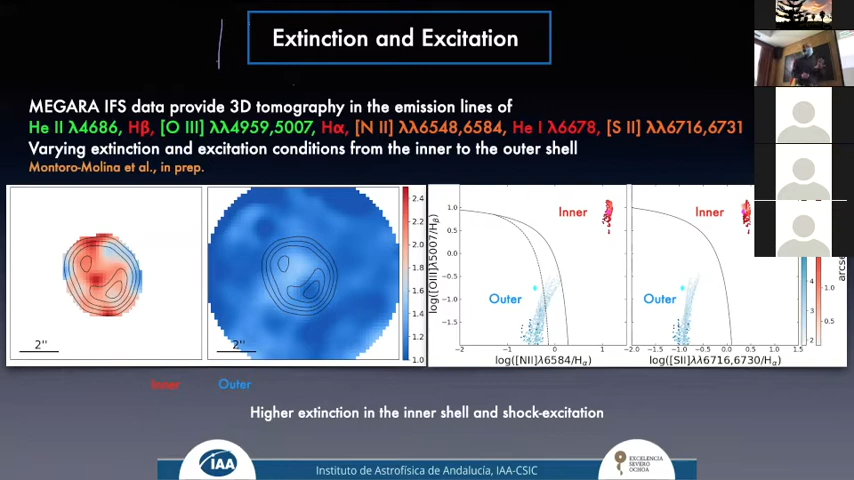 Extinction and Excitation
MEGARA IFS data provide 3D tomography in the emission lines of
He II λ4686, Hβ, [O III] λλ4959,5007, Hα, [N II] λλ6548,6584, He I λ6678, [S II] λλ6716,6731
Varying extinction and excitation conditions from the inner to the outer shell
Montoro-Molina et al., in prep.
2"
2"
2.4
2.2
2.0
1.8
1.6
1.4
1.2
1.0
log([OIII]λ5007/Hβ)
1.0
0.5
0.0
−0.5
−1.0
−1.5
Inner
Outer
−2
−1
0
1
log([NII]λ6584/Hα)
Inner
Outer
−2.0
−1.5
−1.0
−0.5
0.0
0.5
1.0
1.5
log([SII]λλ6716,6730/Hα)
4
3
2
1.0
0.5
arcse
Inner
Outer
Higher extinction in the inner shell and shock-excitation
IAA
Instituto de Astrofísica de Andalucía, IAA-CSIC
EXCELENCIA
SEVERO
OCHOA